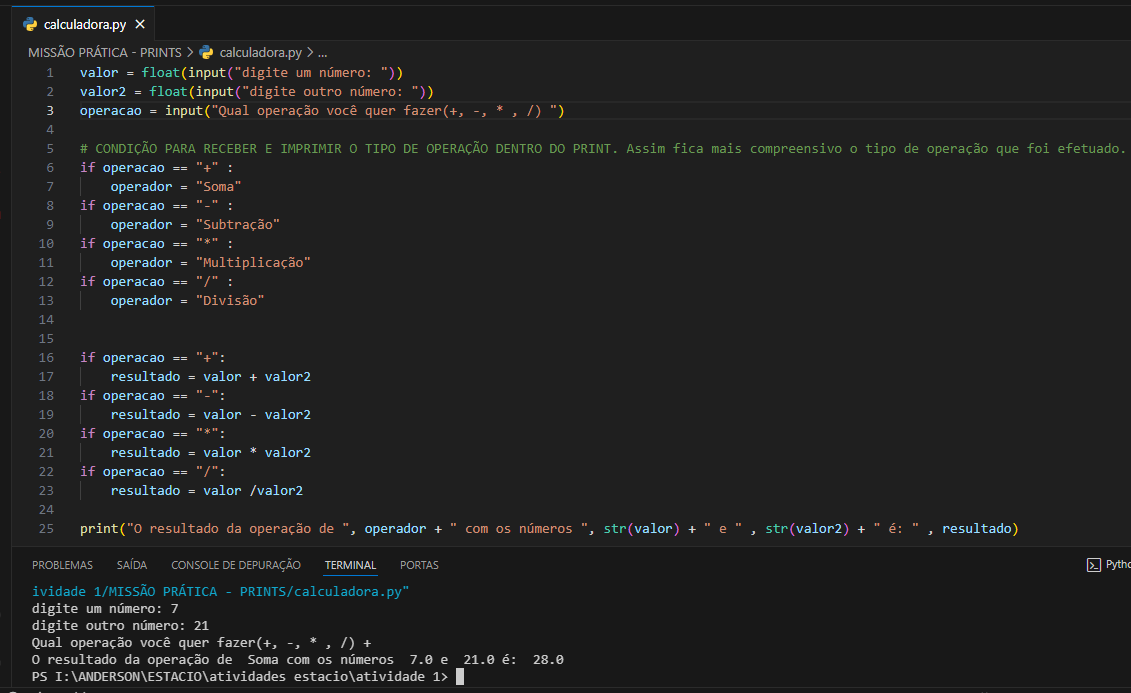 calculadora.py ×
MISSÃO PRÁTICA - PRINTS > calculadora.py > ...
1 valor = float(input("digite um número: "))
2 valor2 = float(input("digite outro número: "))
3 operacao = input("Qual operação você quer fazer(+, -, * , /) ")
4
5 # CONDIÇÃO PARA RECEBER E IMPRIMIR O TIPO DE OPERAÇÃO DENTRO DO PRINT. Assim fica mais compreensivo o tipo de operação que foi efetuado.
6 if operacao == "+" :
7     operador = "Soma"
8 if operacao == "-" :
9     operador = "Subtração"
10 if operacao == "*" :
11     operador = "Multiplicação"
12 if operacao == "/" :
13     operador = "Divisão"
14
15
16 if operacao == "+":
17     resultado = valor + valor2
18 if operacao == "-":
19     resultado = valor - valor2
20 if operacao == "*":
21     resultado = valor * valor2
22 if operacao == "/":
23     resultado = valor /valor2
24
25 print("O resultado da operação de ", operador + " com os números ", str(valor) + " e " , str(valor2) + " é: " , resultado)
PROBLEMAS SAÍDA CONSOLE DE DEPURAÇÃO TERMINAL PORTAS Pytho
ividade 1/MISSÃO PRÁTICA - PRINTS/calculadora.py"
digite um número: 7
digite outro número: 21
Qual operação você quer fazer(+, -, * , /) +
O resultado da operação de  Soma com os números  7.0 e  21.0 é:  28.0
PS I:\ANDERSON\ESTACIO\atividades estacio\atividade 1>